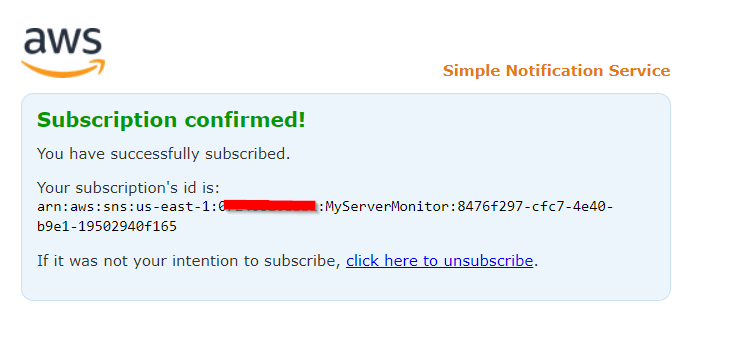 aws
Simple Notification Service
Subscription confirmed!
You have successfully subscribed.
Your subscription's id is:
arn:aws:sns:us-east-1:0 :MyServerMonitor:8476f297-cfc7-4e40-
b9e1-19502940f165
If it was not your intention to subscribe, click here to unsubscribe.